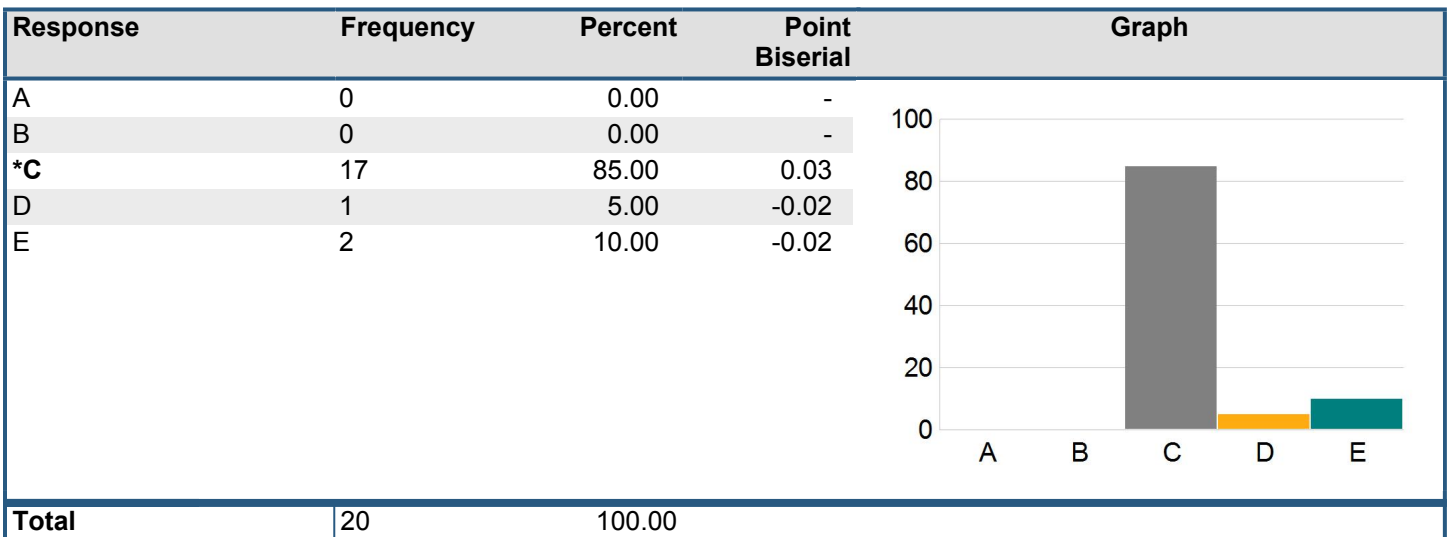 Response Frequency Percent Point Biserial Graph
A 0 0.00 -
B 0 0.00 -
*C 17 85.00 0.03
D 1 5.00 -0.02
E 2 10.00 -0.02
100
80
60
40
20
0
A B C D E
Total 20 100.00